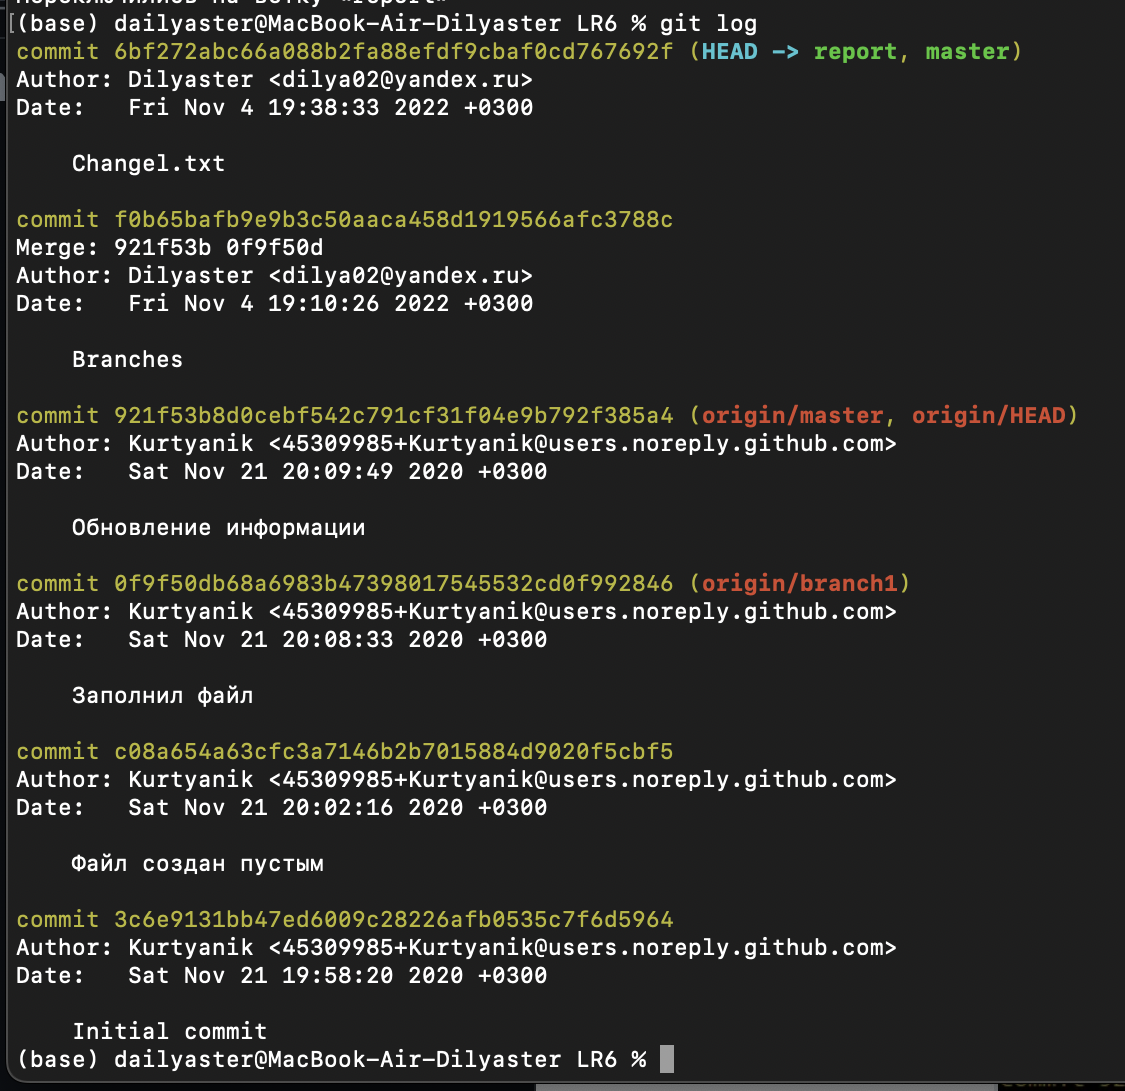 Переключились на ветку «report»
(base) dailyaster@MacBook-Air-Dilyaster LR6 % git log
commit 6bf272abc66a088b2fa88efdf9cbaf0cd767692f (HEAD -> report, master)
Author: Dilyaster <dilya02@yandex.ru>
Date:   Fri Nov 4 19:38:33 2022 +0300
Changel.txt
commit f0b65bafb9e9b3c50aaca458d1919566afc3788c
Merge: 921f53b 0f9f50d
Author: Dilyaster <dilya02@yandex.ru>
Date:   Fri Nov 4 19:10:26 2022 +0300
Branches
commit 921f53b8d0cebf542c791cf31f04e9b792f385a4 (origin/master, origin/HEAD)
Author: Kurtyanik <45309985+Kurtyanik@users.noreply.github.com>
Date:   Sat Nov 21 20:09:49 2020 +0300
Обновление информации
commit 0f9f50db68a6983b47398017545532cd0f992846 (origin/branch1)
Author: Kurtyanik <45309985+Kurtyanik@users.noreply.github.com>
Date:   Sat Nov 21 20:08:33 2020 +0300
Заполнил файл
commit c08a654a63cfc3a7146b2b7015884d9020f5cbf5
Author: Kurtyanik <45309985+Kurtyanik@users.noreply.github.com>
Date:   Sat Nov 21 20:02:16 2020 +0300
Файл создан пустым
commit 3c6e9131bb47ed6009c28226afb0535c7f6d5964
Author: Kurtyanik <45309985+Kurtyanik@users.noreply.github.com>
Date:   Sat Nov 21 19:58:20 2020 +0300
Initial commit
(base) dailyaster@MacBook-Air-Dilyaster LR6 %